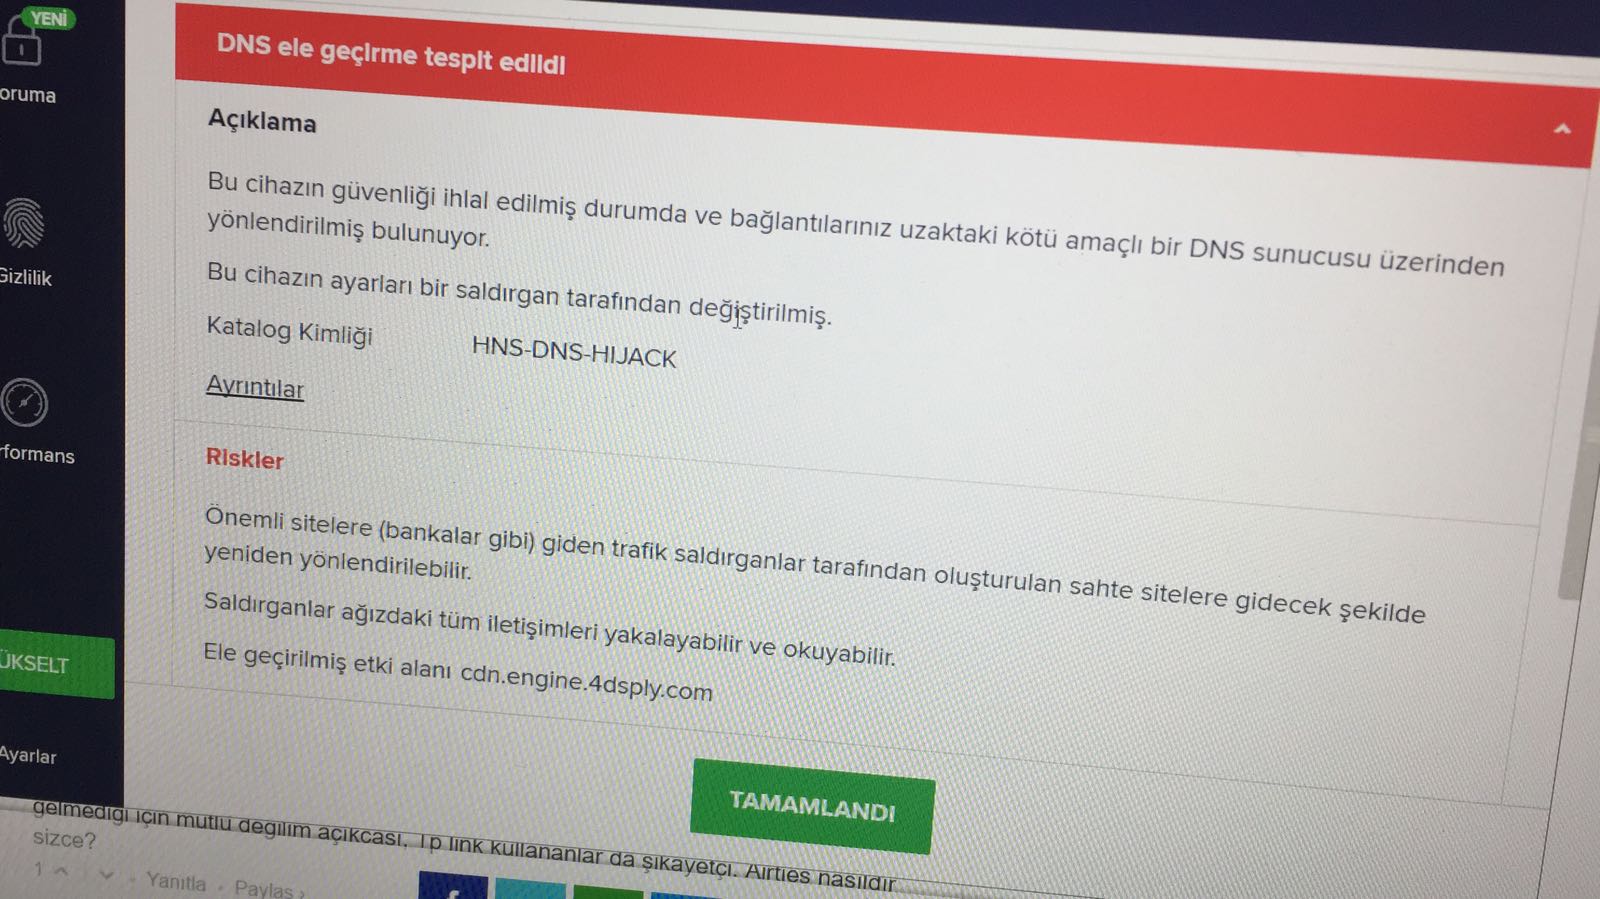 YENİ
DNS ele geçirme tespit edildi
oruma
Açıklama
Bu cihazın güvenliği ihlal edilmiş durumda ve bağlantılarınız uzaktaki kötü amaçlı bir DNS sunucusu üzerinden
yönlendirilmiş bulunuyor.
Gizlilik
Bu cihazın ayarları bir saldırgan tarafından değiştirilmiş.
Katalog Kimliği HNS-DNS-HIJACK
Ayrıntılar
rformans
Riskler
Önemli sitelere (bankalar gibi) giden trafik saldırganlar tarafından oluşturulan sahte sitelere gidecek şekilde
yeniden yönlendirilebilir.
Saldırganlar ağızdaki tüm iletişimleri yakalayabilir ve okuyabilir.
ÜKSELT
Ele geçirilmiş etki alanı cdn.engine.4dsply.com
Ayarlar
TAMAMLANDI
gelmediği için mutlu değilim açıkcası, Tp link kullananlar da şikayetçi. Airties nasıldır
sizce?
1
Yanıtla Paylaş ›
f